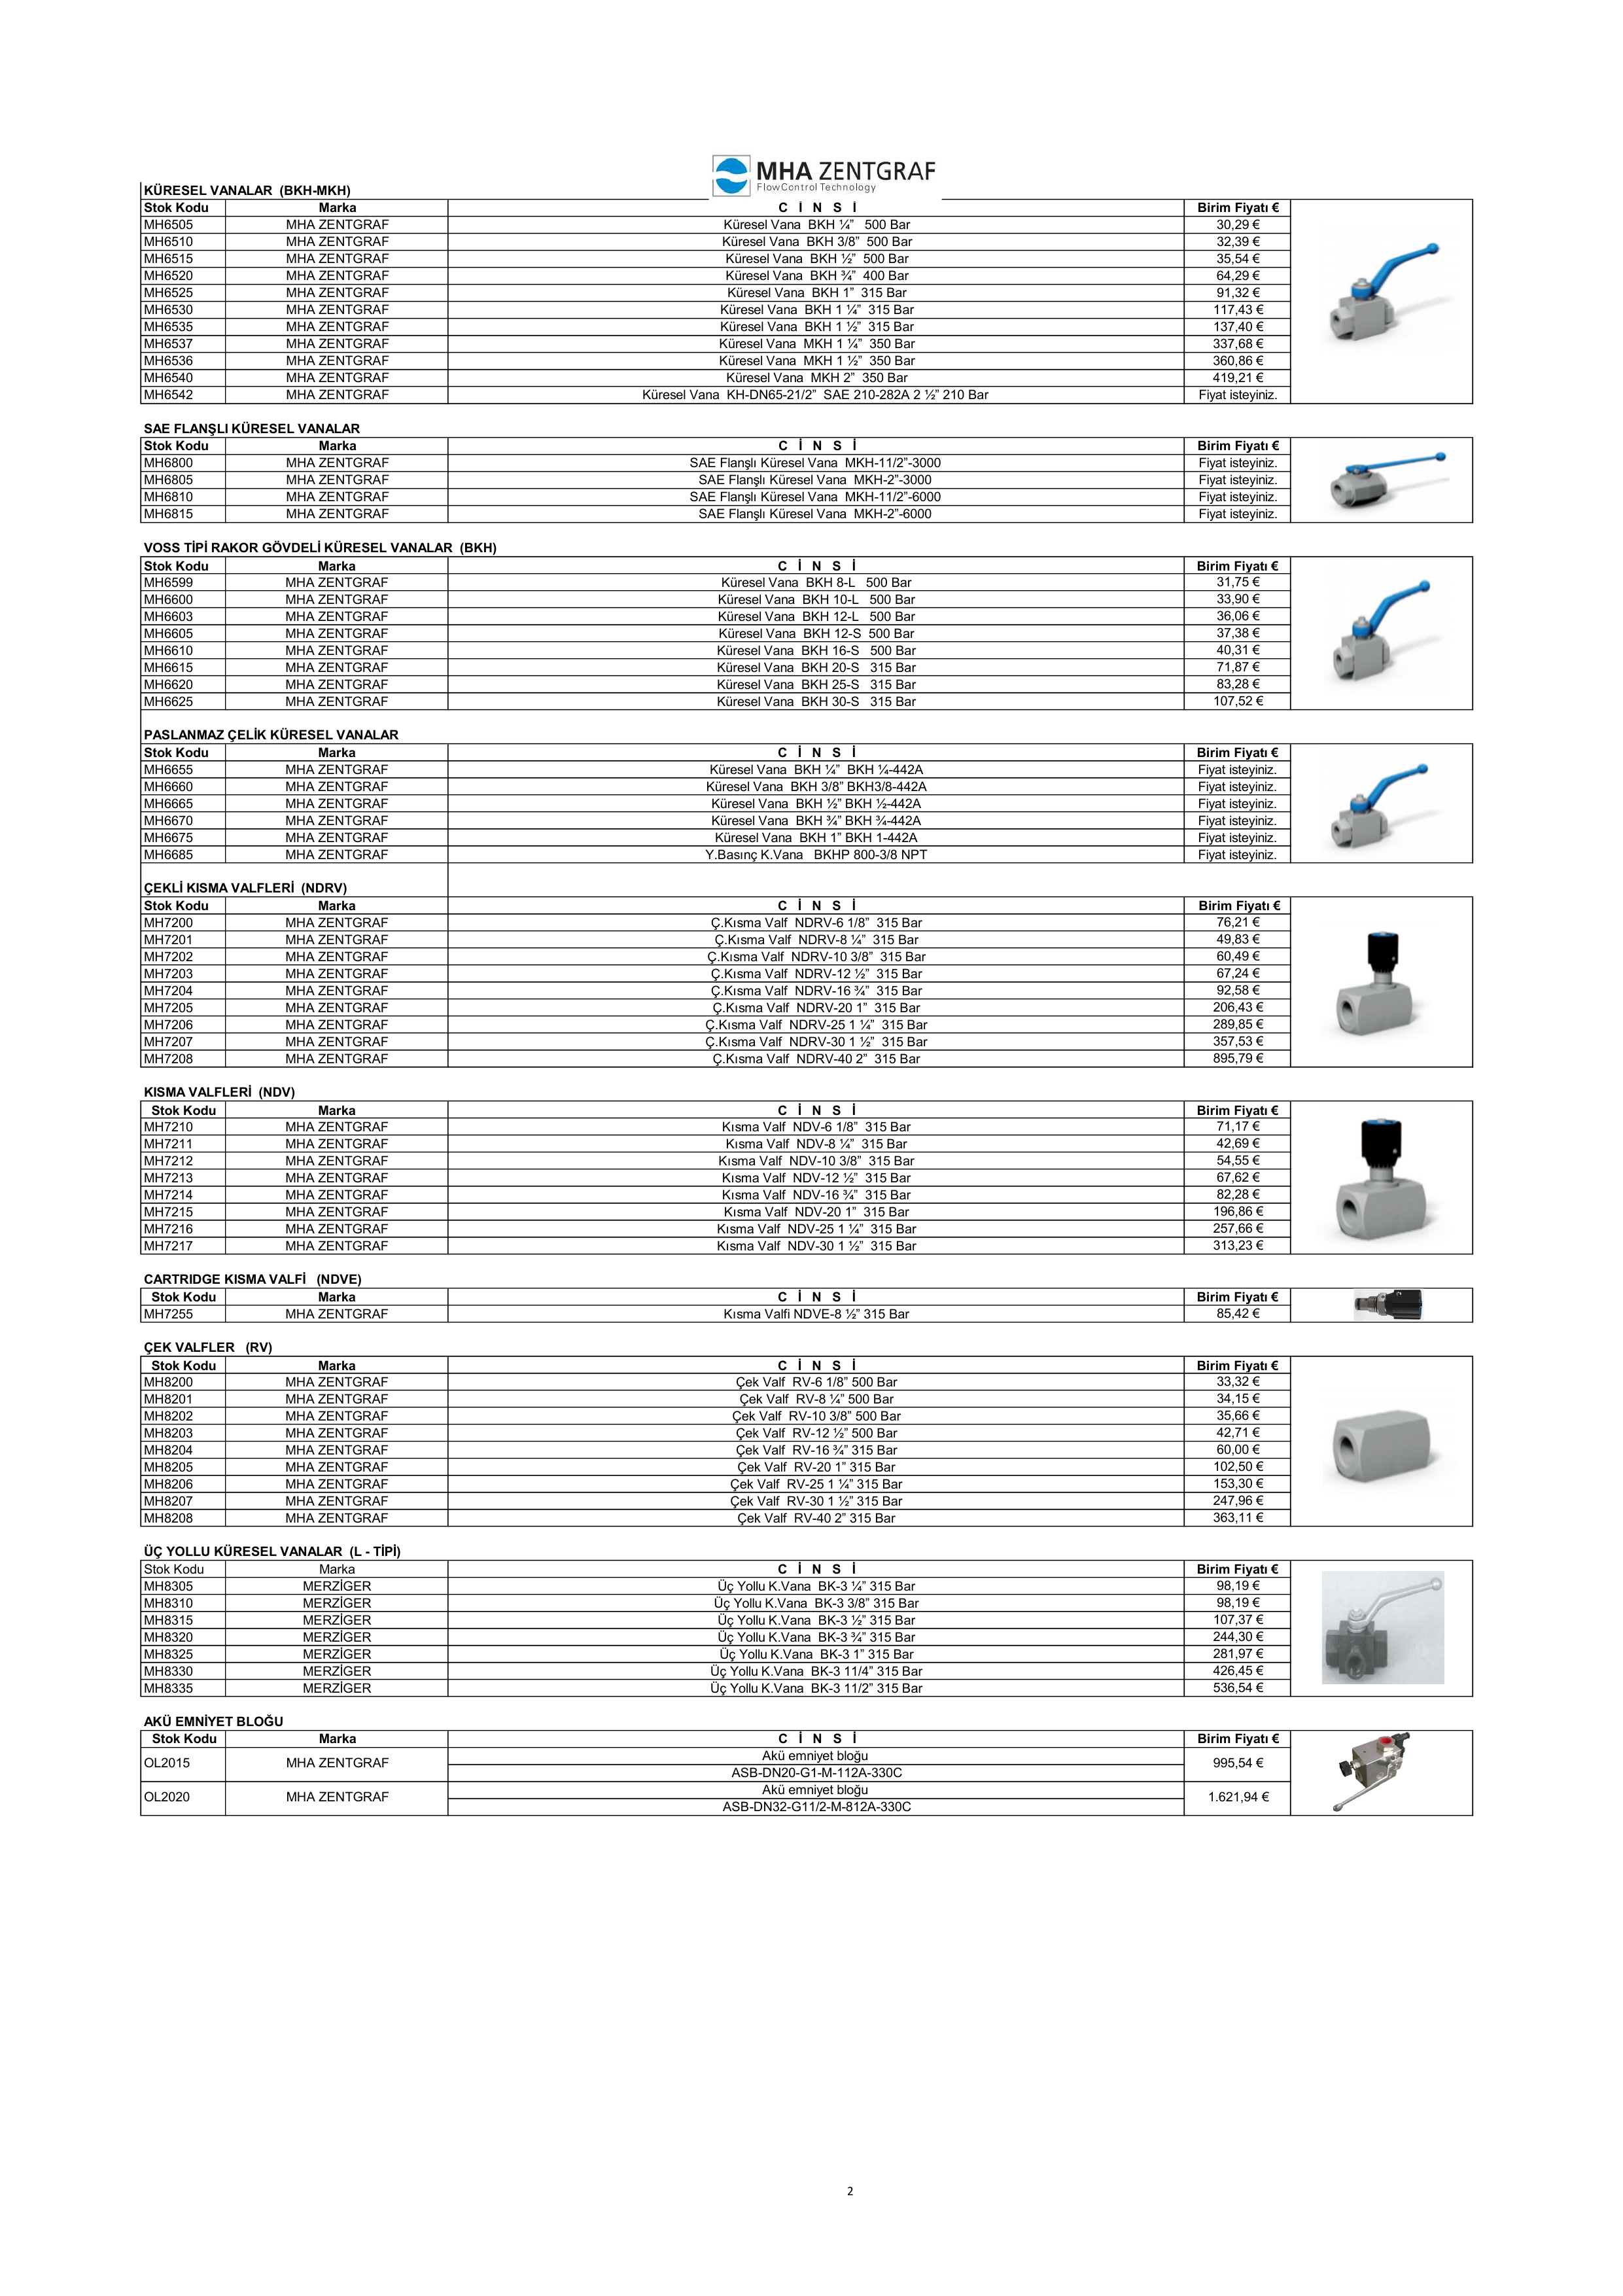 MHA ZENTGRAF
FlowControl Technology
KÜRESEL VANALAR (BKH-MKH)
Stok Kodu Marka C İ N S İ Birim Fiyatı €
MH6505 MHA ZENTGRAF Küresel Vana BKH ¼” 500 Bar 30,29 €
MH6510 MHA ZENTGRAF Küresel Vana BKH 3/8” 500 Bar 32,39 €
MH6515 MHA ZENTGRAF Küresel Vana BKH ½” 500 Bar 35,54 €
MH6520 MHA ZENTGRAF Küresel Vana BKH ¾” 400 Bar 64,29 €
MH6525 MHA ZENTGRAF Küresel Vana BKH 1” 315 Bar 91,32 €
MH6530 MHA ZENTGRAF Küresel Vana BKH 1 ¼” 315 Bar 117,43 €
MH6535 MHA ZENTGRAF Küresel Vana BKH 1 ½” 315 Bar 137,40 €
MH6537 MHA ZENTGRAF Küresel Vana MKH 1 ¼” 350 Bar 337,68 €
MH6536 MHA ZENTGRAF Küresel Vana MKH 1 ½” 350 Bar 360,86 €
MH6540 MHA ZENTGRAF Küresel Vana MKH 2” 350 Bar 419,21 €
MH6542 MHA ZENTGRAF Küresel Vana KH-DN65-21/2” SAE 210-282A 2 ½” 210 Bar Fiyat isteyiniz.
SAE FLANŞLI KÜRESEL VANALAR
Stok Kodu Marka C İ N S İ Birim Fiyatı €
MH6800 MHA ZENTGRAF SAE Flanşlı Küresel Vana MKH-11/2”-3000 Fiyat isteyiniz.
MH6805 MHA ZENTGRAF SAE Flanşlı Küresel Vana MKH-2”-3000 Fiyat isteyiniz.
MH6810 MHA ZENTGRAF SAE Flanşlı Küresel Vana MKH-11/2”-6000 Fiyat isteyiniz.
MH6815 MHA ZENTGRAF SAE Flanşlı Küresel Vana MKH-2”-6000 Fiyat isteyiniz.
VOSS TİPİ RAKOR GÖVDELİ KÜRESEL VANALAR (BKH)
Stok Kodu Marka C İ N S İ Birim Fiyatı €
MH6599 MHA ZENTGRAF Küresel Vana BKH 8-L 500 Bar 31,75 €
MH6600 MHA ZENTGRAF Küresel Vana BKH 10-L 500 Bar 33,90 €
MH6603 MHA ZENTGRAF Küresel Vana BKH 12-L 500 Bar 36,06 €
MH6605 MHA ZENTGRAF Küresel Vana BKH 12-S 500 Bar 37,38 €
MH6610 MHA ZENTGRAF Küresel Vana BKH 16-S 500 Bar 40,31 €
MH6615 MHA ZENTGRAF Küresel Vana BKH 20-S 315 Bar 71,87 €
MH6620 MHA ZENTGRAF Küresel Vana BKH 25-S 315 Bar 83,28 €
MH6625 MHA ZENTGRAF Küresel Vana BKH 30-S 315 Bar 107,52 €
PASLANMAZ ÇELİK KÜRESEL VANALAR
Stok Kodu Marka C İ N S İ Birim Fiyatı €
MH6655 MHA ZENTGRAF Küresel Vana BKH ¼” BKH ¼-442A Fiyat isteyiniz.
MH6660 MHA ZENTGRAF Küresel Vana BKH 3/8” BKH3/8-442A Fiyat isteyiniz.
MH6665 MHA ZENTGRAF Küresel Vana BKH ½” BKH ½-442A Fiyat isteyiniz.
MH6670 MHA ZENTGRAF Küresel Vana BKH ¾” BKH ¾-442A Fiyat isteyiniz.
MH6675 MHA ZENTGRAF Küresel Vana BKH 1” BKH 1-442A Fiyat isteyiniz.
MH6685 MHA ZENTGRAF Y.Basınç K.Vana BKHP 800-3/8 NPT Fiyat isteyiniz.
ÇEKLİ KISMA VALFLERİ (NDRV)
Stok Kodu Marka C İ N S İ Birim Fiyatı €
MH7200 MHA ZENTGRAF Ç.Kısma Valf NDRV-6 1/8” 315 Bar 76,21 €
MH7201 MHA ZENTGRAF Ç.Kısma Valf NDRV-8 ¼” 315 Bar 49,83 €
MH7202 MHA ZENTGRAF Ç.Kısma Valf NDRV-10 3/8” 315 Bar 60,49 €
MH7203 MHA ZENTGRAF Ç.Kısma Valf NDRV-12 ½” 315 Bar 67,24 €
MH7204 MHA ZENTGRAF Ç.Kısma Valf NDRV-16 ¾” 315 Bar 92,58 €
MH7205 MHA ZENTGRAF Ç.Kısma Valf NDRV-20 1” 315 Bar 206,43 €
MH7206 MHA ZENTGRAF Ç.Kısma Valf NDRV-25 1 ¼” 315 Bar 289,85 €
MH7207 MHA ZENTGRAF Ç.Kısma Valf NDRV-30 1 ½” 315 Bar 357,53 €
MH7208 MHA ZENTGRAF Ç.Kısma Valf NDRV-40 2” 315 Bar 895,79 €
KISMA VALFLERİ (NDV)
Stok Kodu Marka C İ N S İ Birim Fiyatı €
MH7210 MHA ZENTGRAF Kısma Valf NDV-6 1/8” 315 Bar 71,17 €
MH7211 MHA ZENTGRAF Kısma Valf NDV-8 ¼” 315 Bar 42,69 €
MH7212 MHA ZENTGRAF Kısma Valf NDV-10 3/8” 315 Bar 54,55 €
MH7213 MHA ZENTGRAF Kısma Valf NDV-12 ½” 315 Bar 67,62 €
MH7214 MHA ZENTGRAF Kısma Valf NDV-16 ¾” 315 Bar 82,28 €
MH7215 MHA ZENTGRAF Kısma Valf NDV-20 1” 315 Bar 196,86 €
MH7216 MHA ZENTGRAF Kısma Valf NDV-25 1 ¼” 315 Bar 257,66 €
MH7217 MHA ZENTGRAF Kısma Valf NDV-30 1 ½” 315 Bar 313,23 €
CARTRIDGE KISMA VALFİ (NDVE)
Stok Kodu Marka C İ N S İ Birim Fiyatı €
MH7255 MHA ZENTGRAF Kısma Valfi NDVE-8 ½” 315 Bar 85,42 €
ÇEK VALFLER (RV)
Stok Kodu Marka C İ N S İ Birim Fiyatı €
MH8200 MHA ZENTGRAF Çek Valf RV-6 1/8” 500 Bar 33,32 €
MH8201 MHA ZENTGRAF Çek Valf RV-8 ¼” 500 Bar 34,15 €
MH8202 MHA ZENTGRAF Çek Valf RV-10 3/8” 500 Bar 35,66 €
MH8203 MHA ZENTGRAF Çek Valf RV-12 ½” 500 Bar 42,71 €
MH8204 MHA ZENTGRAF Çek Valf RV-16 ¾” 315 Bar 60,00 €
MH8205 MHA ZENTGRAF Çek Valf RV-20 1” 315 Bar 102,50 €
MH8206 MHA ZENTGRAF Çek Valf RV-25 1 ¼” 315 Bar 153,30 €
MH8207 MHA ZENTGRAF Çek Valf RV-30 1 ½” 315 Bar 247,96 €
MH8208 MHA ZENTGRAF Çek Valf RV-40 2” 315 Bar 363,11 €
ÜÇ YOLLU KÜRESEL VANALAR (L - TİPİ)
Stok Kodu Marka C İ N S İ Birim Fiyatı €
MH8305 MERZİGER Üç Yollu K.Vana BK-3 ¼” 315 Bar 98,19 €
MH8310 MERZİGER Üç Yollu K.Vana BK-3 3/8” 315 Bar 98,19 €
MH8315 MERZİGER Üç Yollu K.Vana BK-3 ½” 315 Bar 107,37 €
MH8320 MERZİGER Üç Yollu K.Vana BK-3 ¾” 315 Bar 244,30 €
MH8325 MERZİGER Üç Yollu K.Vana BK-3 1” 315 Bar 281,97 €
MH8330 MERZİGER Üç Yollu K.Vana BK-3 11/4” 315 Bar 426,45 €
MH8335 MERZİGER Üç Yollu K.Vana BK-3 11/2” 315 Bar 536,54 €
AKÜ EMNİYET BLOĞU
Stok Kodu Marka C İ N S İ Birim Fiyatı €
OL2015 MHA ZENTGRAF Akü emniyet bloğu 995,54 €
ASB-DN20-G1-M-112A-330C
OL2020 MHA ZENTGRAF Akü emniyet bloğu 1.621,94 €
ASB-DN32-G11/2-M-812A-330C
2